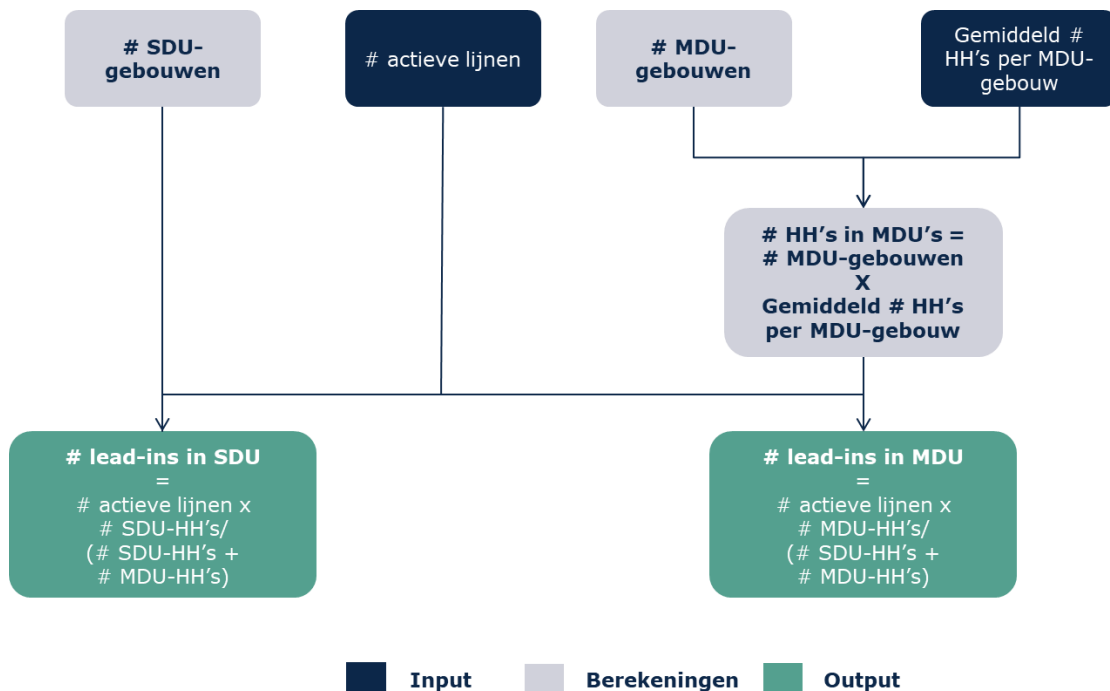 # SDU-
gebouwen
# actieve lijnen
# MDU-
gebouwen
Gemiddeld #
HH's per MDU-
gebouw
# HH's in MDU's =
# MDU-gebouwen
X
Gemiddeld # HH's
per MDU-gebouw
# lead-ins in SDU
=
# actieve lijnen x
# SDU-HH's/
(# SDU-HH's +
# MDU-HH's)
# lead-ins in MDU
=
# actieve lijnen x
# MDU-HH's/
(# SDU-HH's +
# MDU-HH's)
Input
Berekeningen
Output